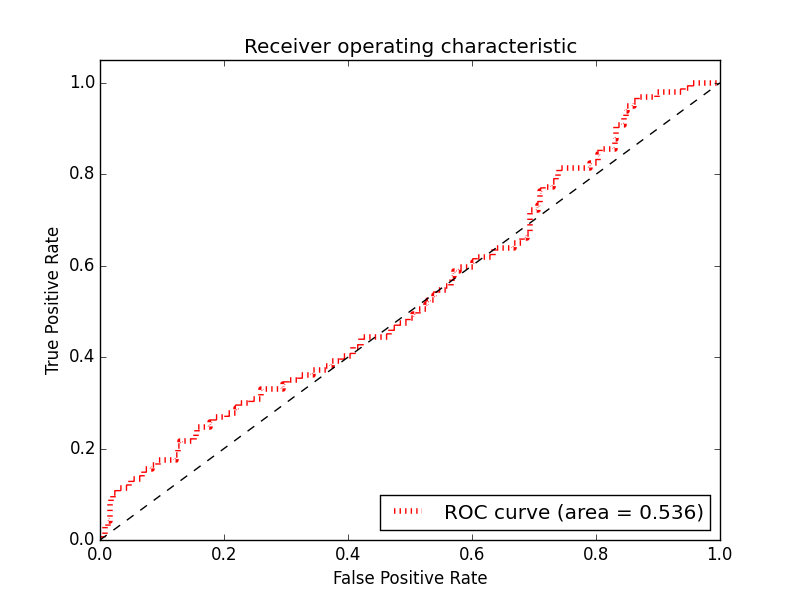 Receiver operating characteristic
True Positive Rate
1.0
0.8
0.6
0.4
0.2
0.0
ROC curve (area = 0.536)
0.0 0.2 0.4 0.6 0.8 1.0
False Positive Rate